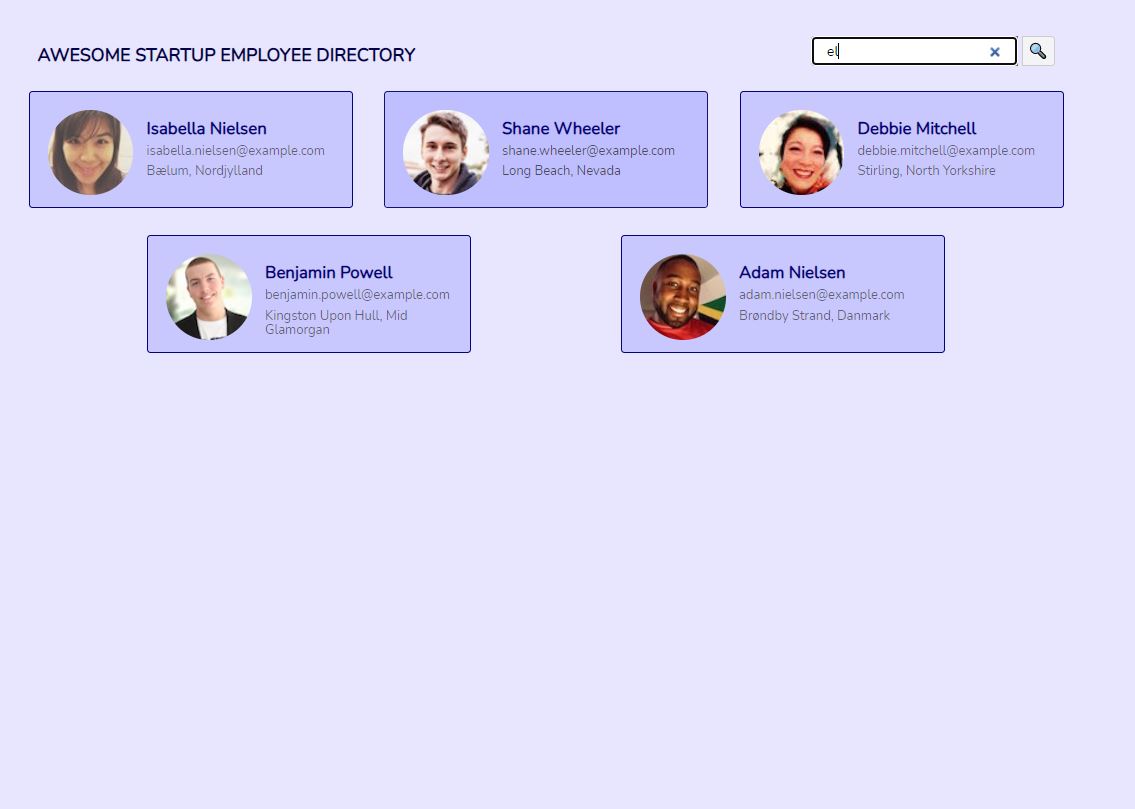 AWESOME STARTUP EMPLOYEE DIRECTORY
el
Isabella Nielsen
isabella.nielsen@example.com
Bælum, Nordjylland
Shane Wheeler
shane.wheeler@example.com
Long Beach, Nevada
Debbie Mitchell
debbie.mitchell@example.com
Stirling, North Yorkshire
Benjamin Powell
benjamin.powell@example.com
Kingston Upon Hull, Mid
Glamorgan
Adam Nielsen
adam.nielsen@example.com
Brøndby Strand, Danmark